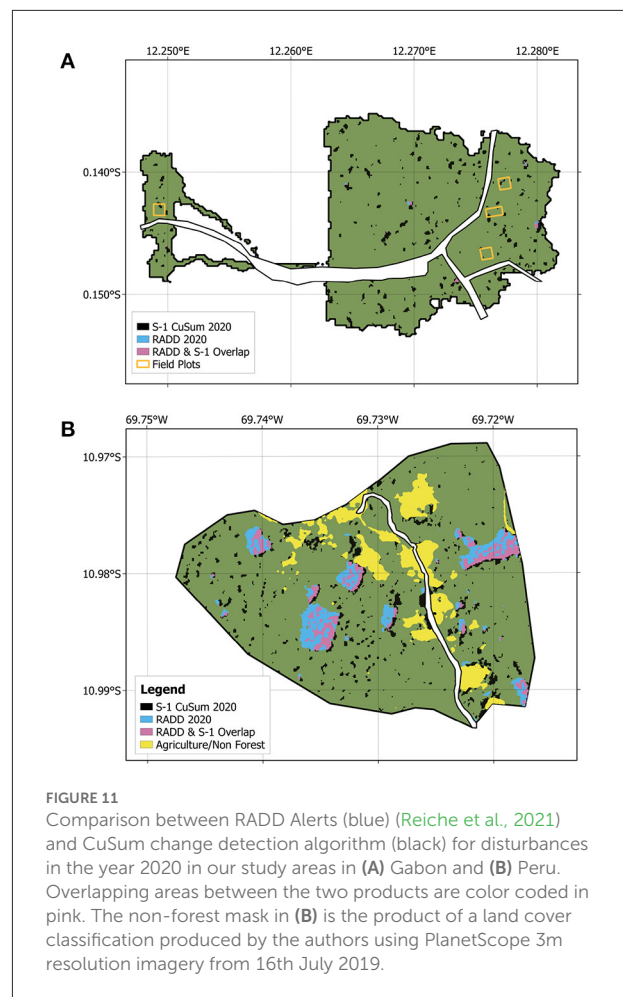 12.250°E 12.260°E 12.270°E 12.280°E
A
0.140°S
0.150°S
S-1 CuSum 2020
RADD 2020
RADD & S-1 Overlap
Field Plots
69.75°W 69.74°W 69.73°W 69.72°W
B
10.97°S
10.98°S
10.99°S
Legend
S-1 CuSum 2020
RADD 2020
RADD & S-1 Overlap
Agriculture/Non Forest
FIGURE 11
Comparison between RADD Alerts (blue) (Reiche et al., 2021)
and CuSum change detection algorithm (black) for disturbances
in the year 2020 in our study areas in (A) Gabon and (B) Peru.
Overlapping areas between the two products are color coded in
pink. The non-forest mask in (B) is the product of a land cover
classification produced by the authors using PlanetScope 3m
resolution imagery from 16th July 2019.